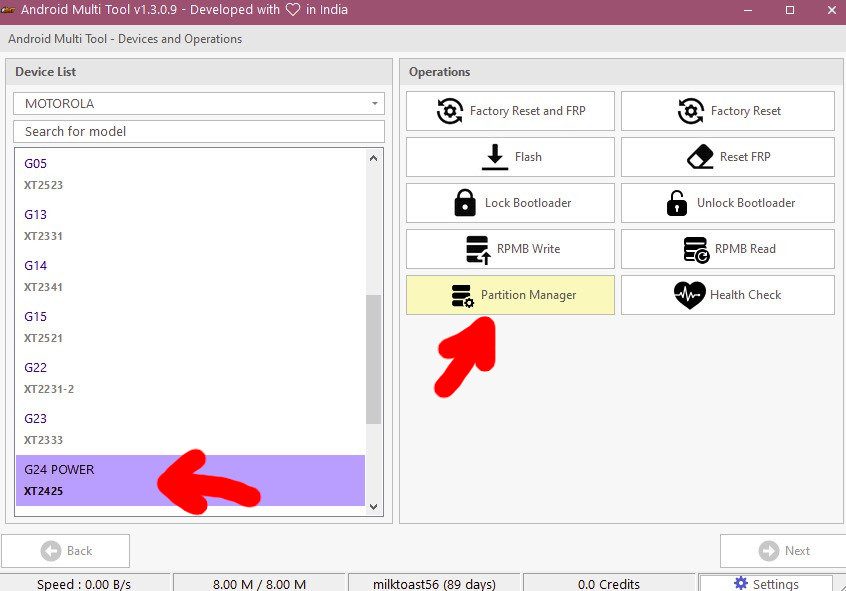 Android Multi Tool v1.3.0.9 - Developed with ♡ in India
Android Multi Tool - Devices and Operations
Device List
MOTOROLA
Search for model
G05
XT2523
G13
XT2331
G14
XT2341
G15
XT2521
G22
XT2231-2
G23
XT2333
G24 POWER
XT2425
Operations
Factory Reset and FRP
Factory Reset
Flash
Reset FRP
Lock Bootloader
Unlock Bootloader
RPMB Write
RPMB Read
Partition Manager
Health Check
Back
Next
Speed : 0.00 B/s
8.00 M / 8.00 M
milktoast56 (89 days)
0.0 Credits
Settings